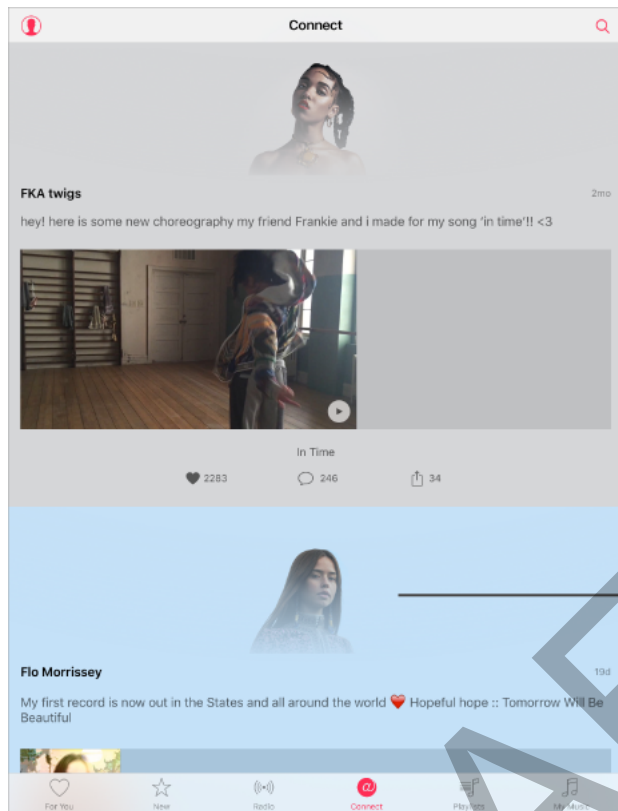 Connect
FKA twigs
2mo
hey! here is some new choreography my friend Frankie and i made for my song 'in time'!! <3
In Time
2283
246
34
Flo Morrissey
19d
My first record is now out in the States and all around the world ❤️ Hopeful hope :: Tomorrow Will Be
Beautiful
For You
New
Radio
Connect
Playlists
My Music